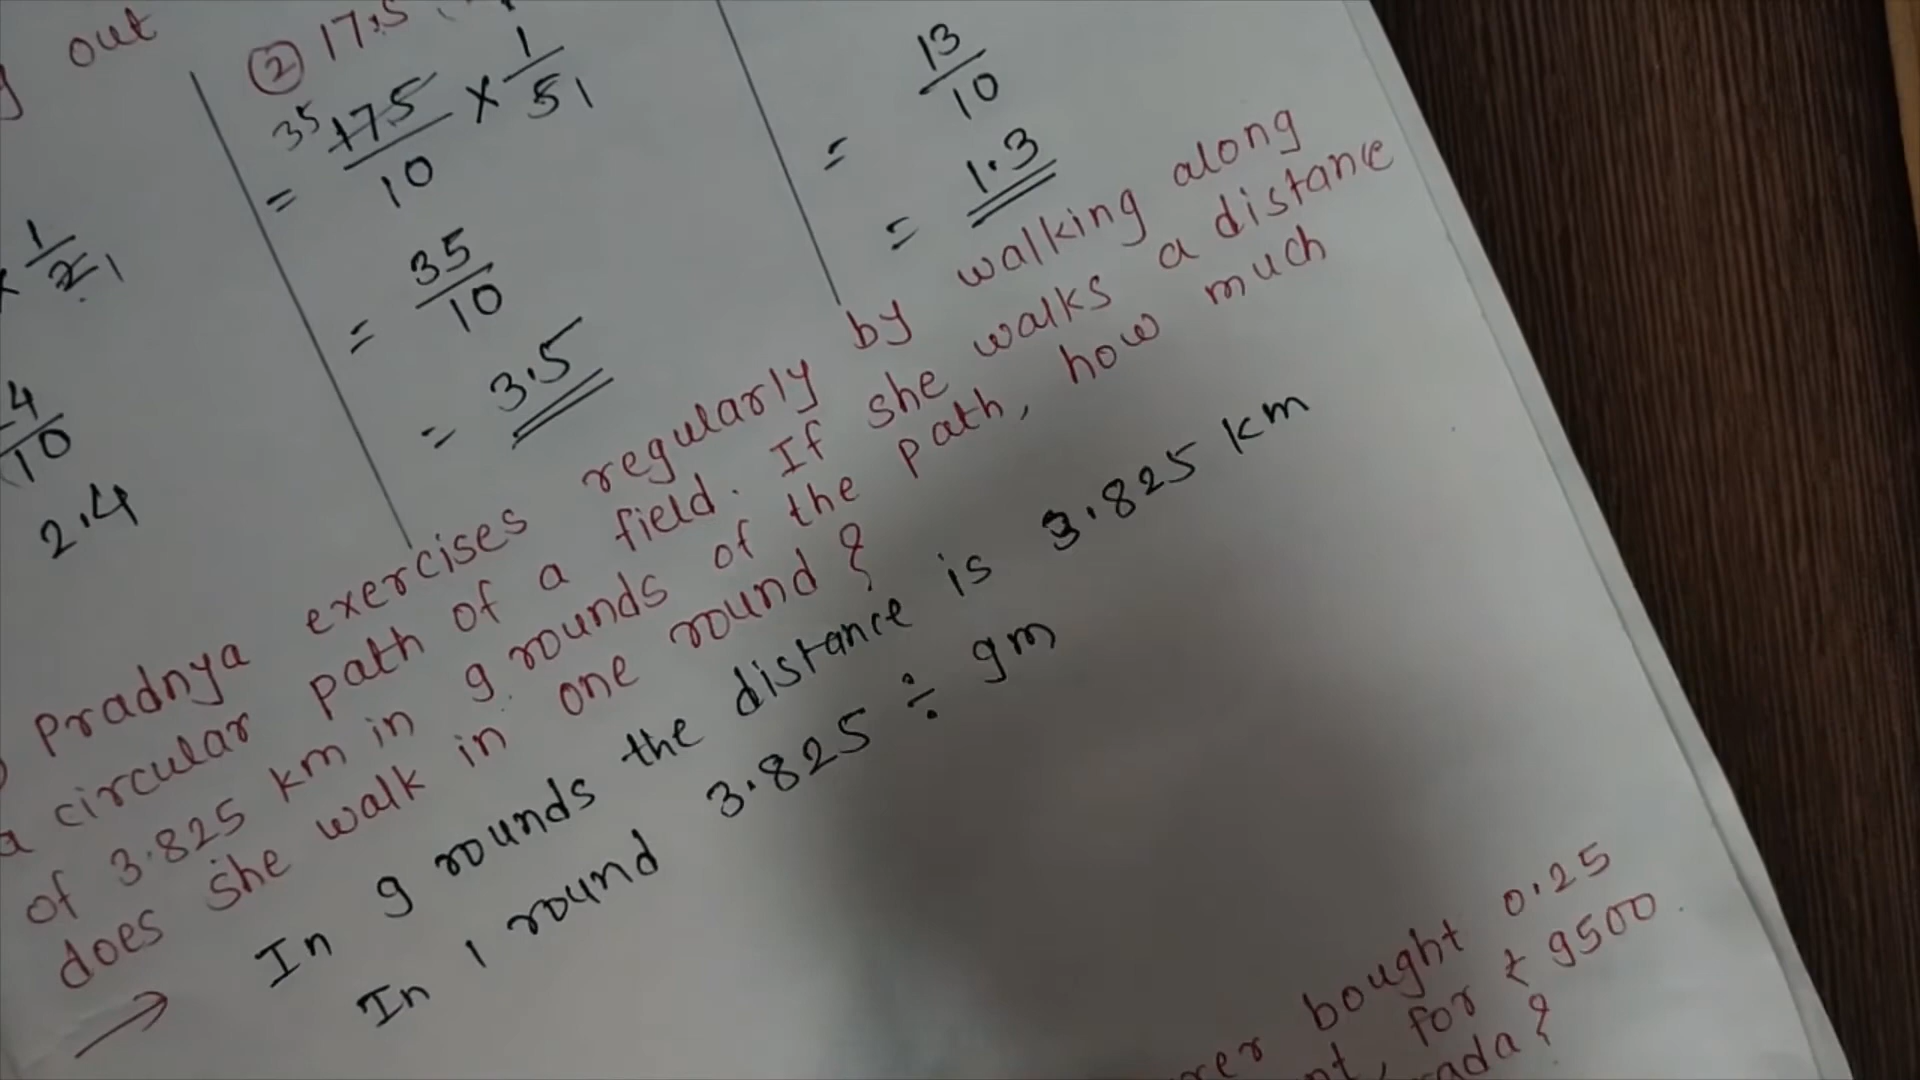 out
② 17.5
35 175/10 × 1/5 1
=
35/10
=
= 3.5
1/2 1
4/10
2.4
= 13/10
= 1.3
Pradnya exercises regularly by walking along
a circular path of a field. If she walks a distance
of 3.825 km in 9 rounds of the path, how much
does she walk in one round?
⇒ In 9 rounds the distance is 3.825 km
In 1 round 3.825 ÷ 9m
bought 0.25
for ₹ 9500